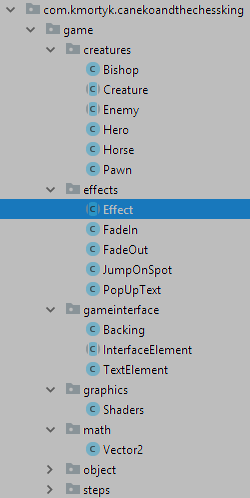 com.kmortyk.canekoandthechessking
game
creatures
Bishop
Creature
Enemy
Hero
Horse
Pawn
effects
Effect
FadeIn
FadeOut
JumpOnSpot
PopUpText
gameinterface
Backing
InterfaceElement
TextElement
graphics
Shaders
math
Vector2
object
steps